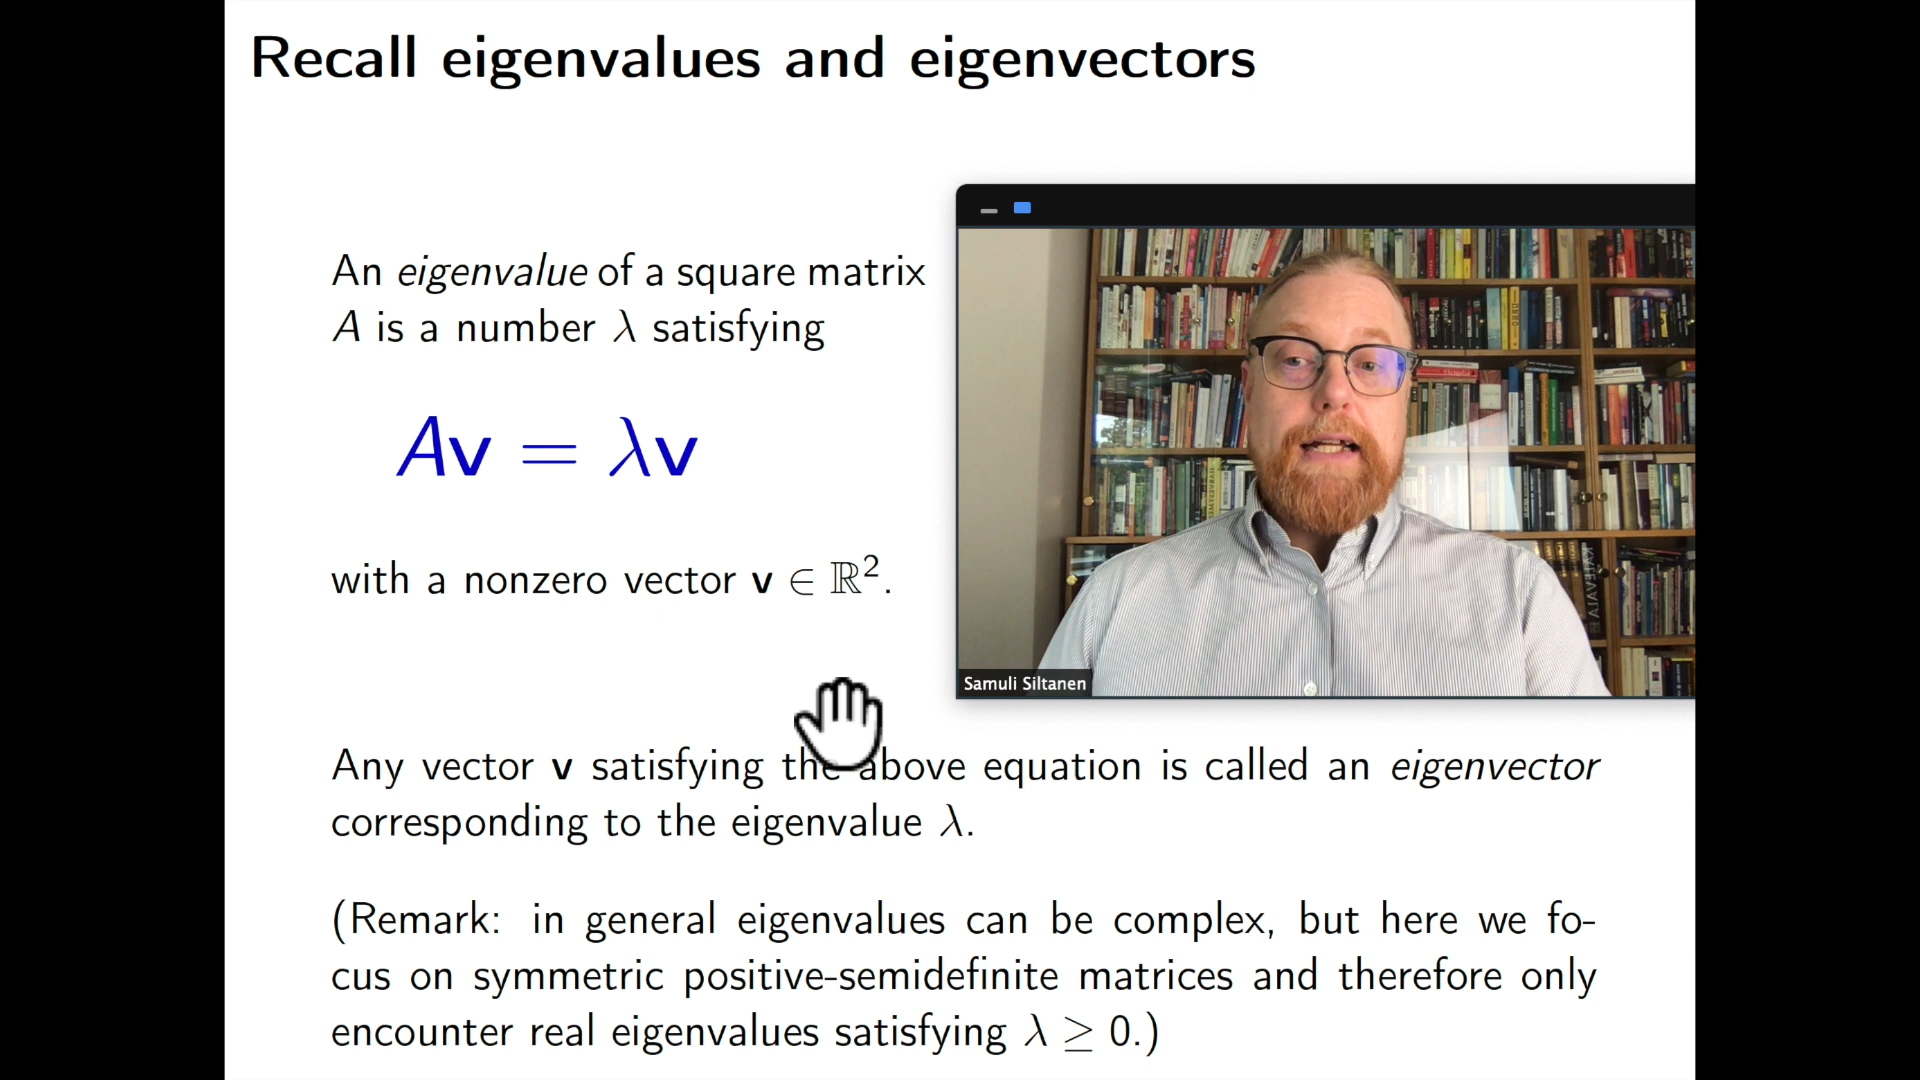 Recall eigenvalues and eigenvectors
An eigenvalue of a square matrix
A is a number λ satisfying
Av = λv
with a nonzero vector v ∈ ℝ².
Samuli Siltanen
KALEVALA
Any vector v satisfying the above equation is called an eigenvector
corresponding to the eigenvalue λ.
(Remark: in general eigenvalues can be complex, but here we fo-
cus on symmetric positive-semidefinite matrices and therefore only
encounter real eigenvalues satisfying λ ≥ 0.)